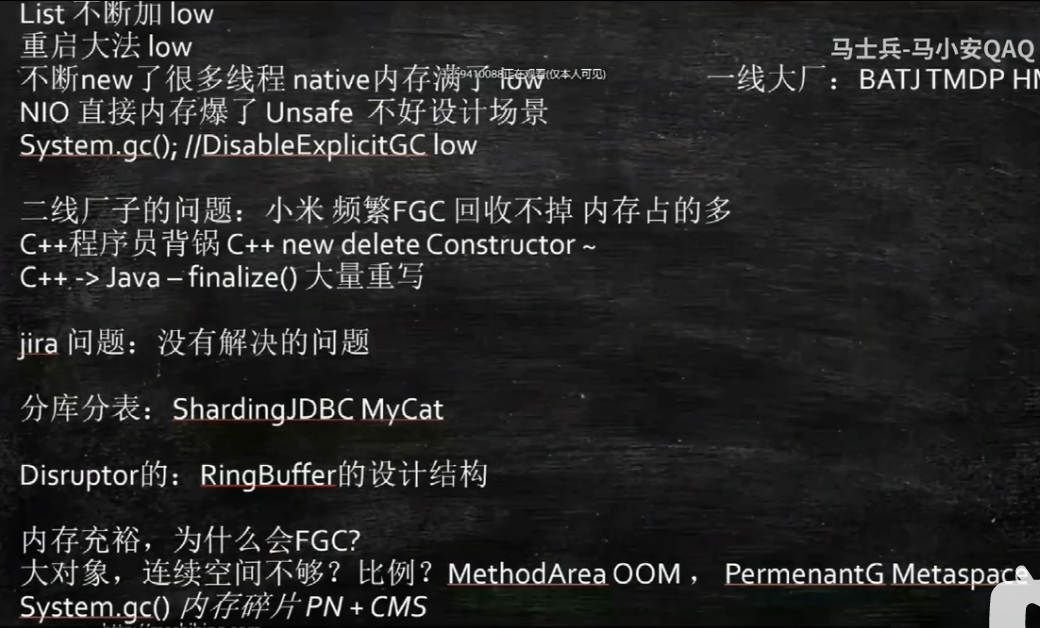 List 不断加 low
重启大法 low
马士兵-马小安QAQ
不断new了很多线程 native内存满了 low
正在观看(仅本人可见)
一线大厂：BATJ TMDP HM
NIO 直接内存爆了 Unsafe 不好设计场景
System.gc(); //DisableExplicitGC low
二线厂子的问题：小米 频繁FGC 回收不掉 内存占的多
C++程序员背锅 C++ new delete Constructor ~
C++ -> Java – finalize() 大量重写
jira 问题：没有解决的问题
分库分表：ShardingJDBC MyCat
Disruptor的：RingBuffer的设计结构
内存充裕，为什么会FGC?
大对象，连续空间不够？比例？MethodArea OOM ， PermenantG Metaspace
System.gc() 内存碎片 PN + CMS